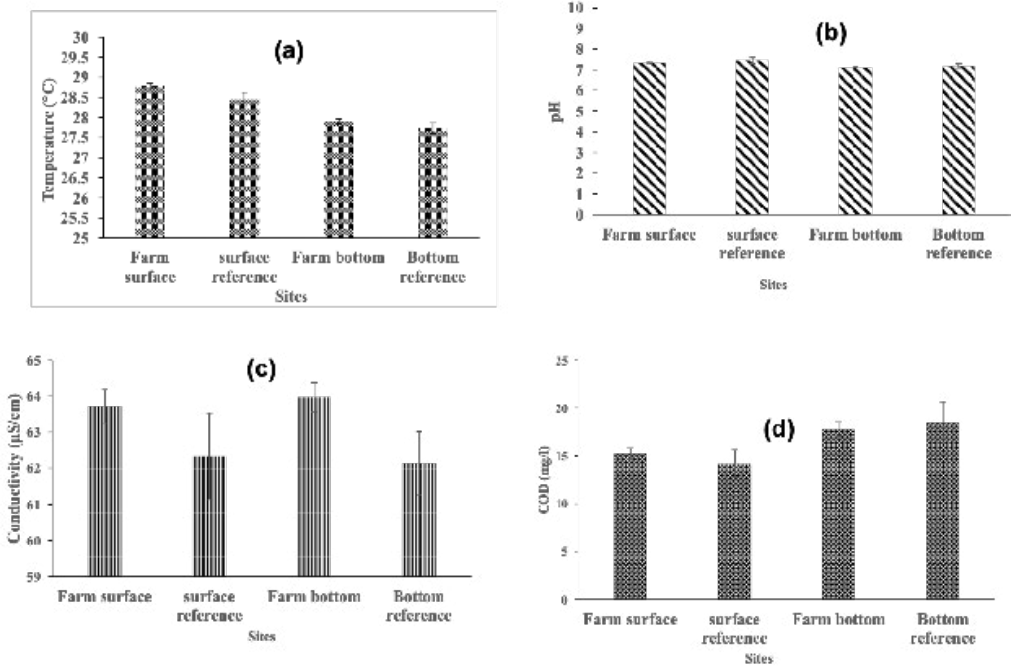 (a)
Temperature (°C)
30
29.5
29
28.5
28
27.5
27
26.5
26
25.5
25
Farm surface
surface reference
Farm bottom
Bottom reference
Sites
(b)
pH
10
9
8
7
6
5
4
3
2
1
0
Farm surface
surface reference
Farm bottom
Bottom reference
Sites
(c)
Conductivity (µS/cm)
65
64
63
62
61
60
59
Farm surface
surface reference
Farm bottom
Bottom reference
Sites
(d)
COD (mg/l)
25
20
15
10
5
0
Farm surface
surface reference
Farm bottom
Bottom reference
Sites